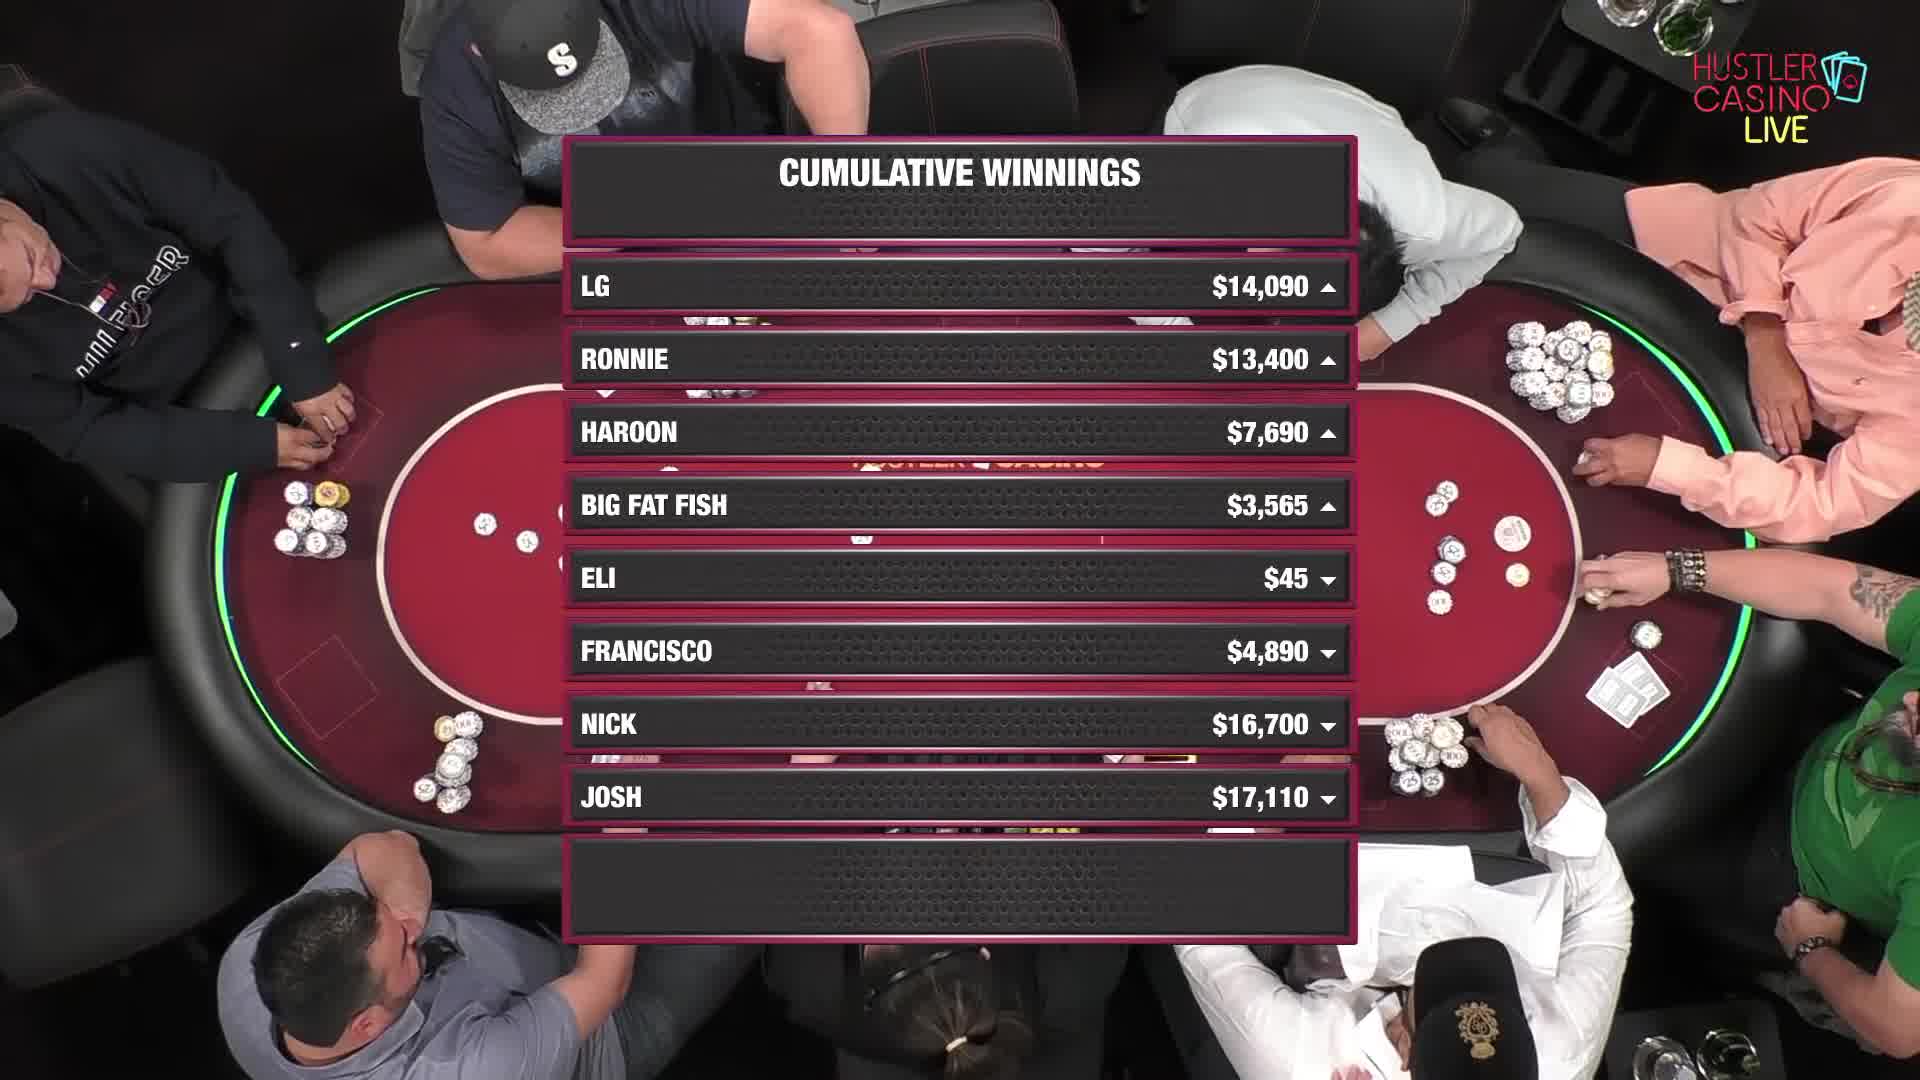 HUSTLER
CASINO
LIVE
S
CUMULATIVE WINNINGS
LG $14,090
RONNIE $13,400
HAROON $7,690
BIG FAT FISH $3,565
ELI $45
FRANCISCO $4,890
NICK $16,700
JOSH $17,110